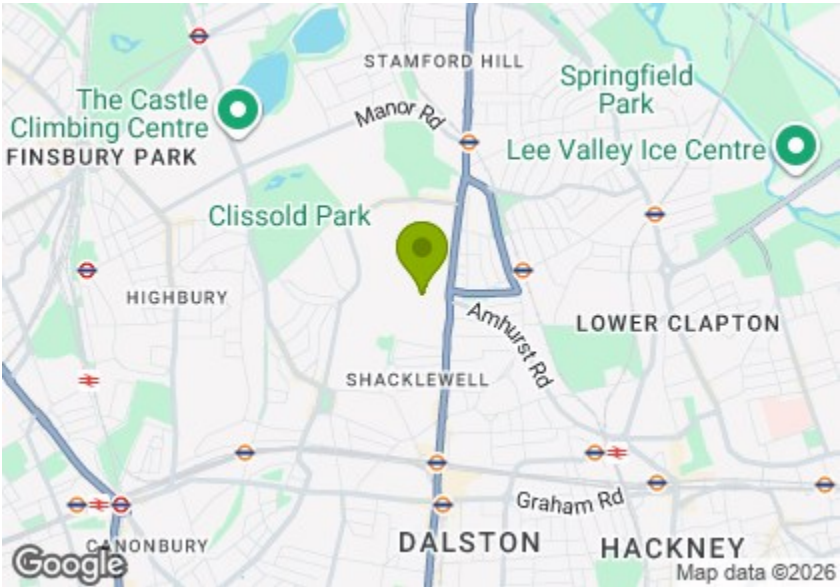 STAMFORD HILL
Springfield
Park
The Castle
Climbing Centre
Manor Rd
Lee Valley Ice Centre
FINSBURY PARK
Clissold Park
HIGHBURY
Amhurst Rd
LOWER CLAPTON
SHACKLEWELL
Graham Rd
CANONBURY
DALSTON
HACKNEY
Google
Map data ©2026